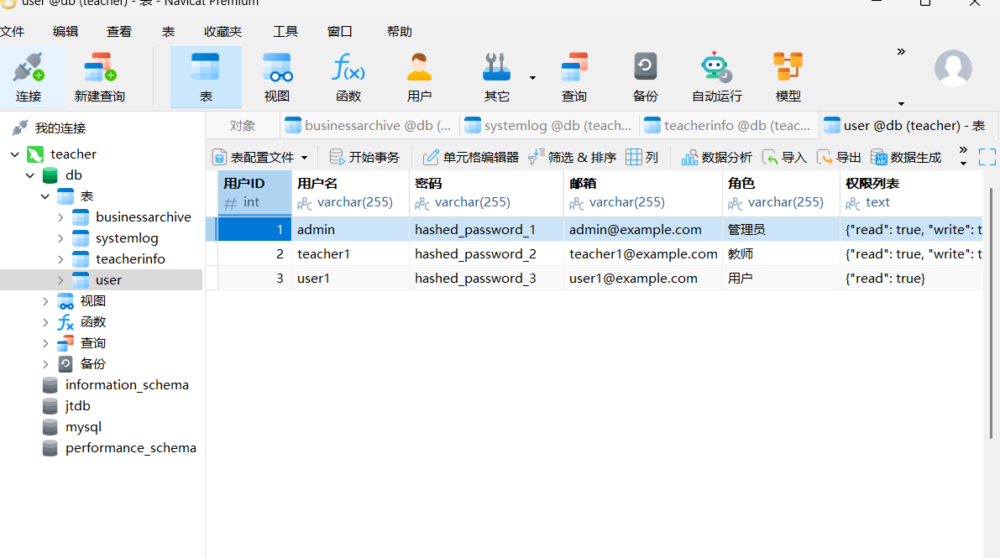 user @db (teacher) - 表 - Navicat Premium
文件 编辑 查看 表 收藏夹 工具 窗口 帮助
连接 新建查询 表 视图 函数 用户 其它 查询 备份 自动运行 模型
我的连接
teacher
db
表
businessarchive
systemlog
teacherinfo
user
视图
函数
查询
备份
information_schema
jtdb
mysql
performance_schema
对象 businessarchive @db (... systemlog @db (teach... teacherinfo @db (teac... user @db (teacher) - 表
表配置文件 开始事务 单元格编辑器 筛选 & 排序 列 数据分析 导入 导出 数据生成
用户ID 用户名 密码 邮箱 角色 权限列表
# int ABC varchar(255) ABC varchar(255) ABC varchar(255) ABC varchar(255) ABC text
1 admin hashed_password_1 admin@example.com 管理员 {"read": true, "write": t
2 teacher1 hashed_password_2 teacher1@example.com 教师 {"read": true, "write": t
3 user1 hashed_password_3 user1@example.com 用户 {"read": true}